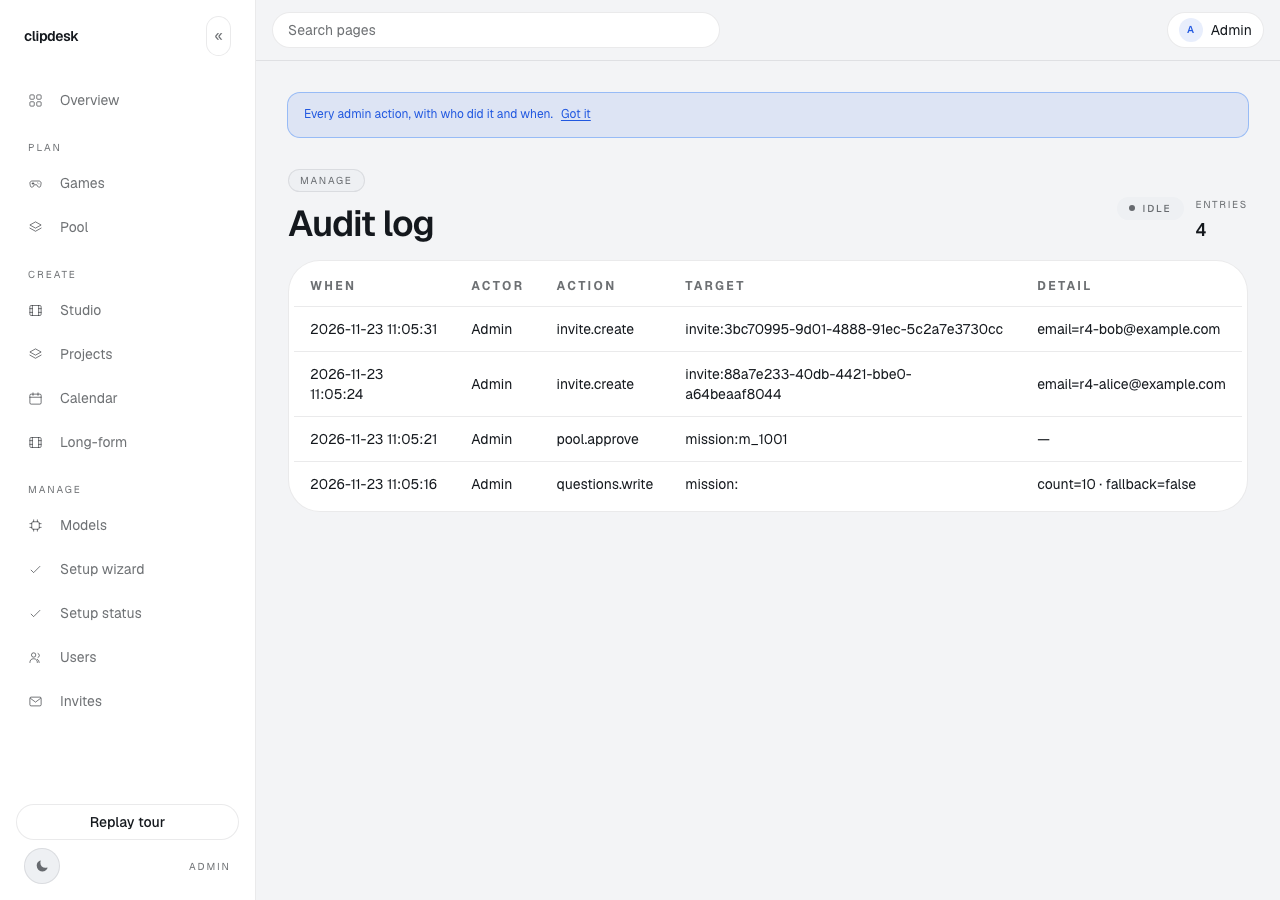 clipdesk
«
Search pages
A
Admin
Overview
PLAN
Games
Pool
CREATE
Studio
Projects
Calendar
Long-form
MANAGE
Models
Setup wizard
Setup status
Users
Invites
Replay tour
ADMIN
Every admin action, with who did it and when. Got it
MANAGE
Audit log
IDLE
ENTRIES
4
WHEN ACTOR ACTION TARGET DETAIL
2026-11-23 11:05:31 Admin invite.create invite:3bc70995-9d01-4888-91ec-5c2a7e3730cc email=r4-bob@example.com
2026-11-23
11:05:24
Admin invite.create
invite:88a7e233-40db-4421-bbe0-
a64beaaf8044
email=r4-alice@example.com
2026-11-23 11:05:21 Admin pool.approve mission:m_1001 —
2026-11-23 11:05:16 Admin questions.write mission: count=10 · fallback=false